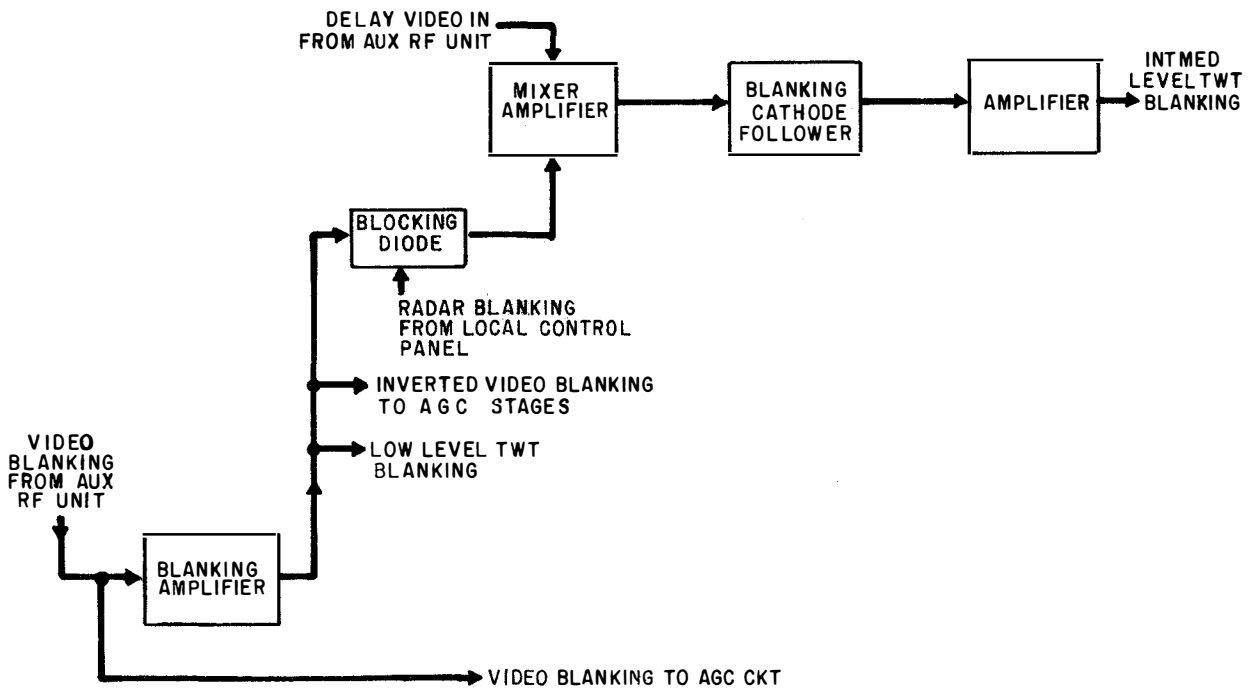 DELAY VIDEO IN
FROM AUX RF UNIT
MIXER
AMPLIFIER
BLANKING
CATHODE
FOLLOWER
AMPLIFIER
INTMED
LEVEL TWT
BLANKING
BLOCKING
DIODE
RADAR BLANKING
FROM LOCAL CONTROL
PANEL
INVERTED VIDEO BLANKING
TO AGC STAGES
LOW LEVEL TWT
BLANKING
VIDEO
BLANKING
FROM AUX
RF UNIT
BLANKING
AMPLIFIER
VIDEO BLANKING TO AGC CKT